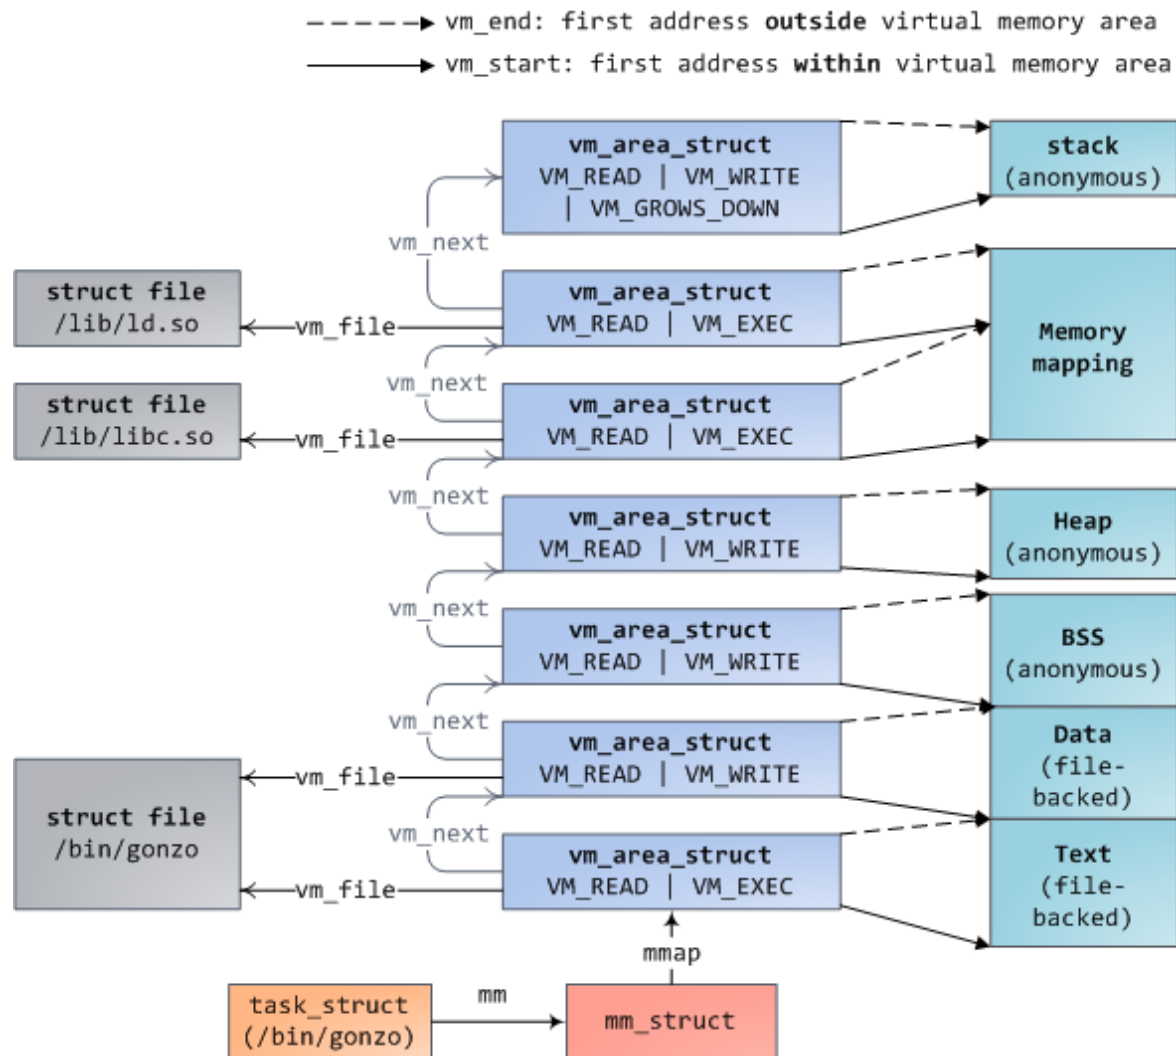 vm_end: first address outside virtual memory area
vm_start: first address within virtual memory area
vm_area_struct
VM_READ | VM_WRITE
| VM_GROWS_DOWN
stack
(anonymous)
vm_next
struct file
/lib/ld.so
vm_file
vm_area_struct
VM_READ | VM_EXEC
Memory
mapping
vm_next
struct file
/lib/libc.so
vm_file
vm_area_struct
VM_READ | VM_EXEC
vm_next
vm_area_struct
VM_READ | VM_WRITE
Heap
(anonymous)
vm_next
vm_area_struct
VM_READ | VM_WRITE
BSS
(anonymous)
vm_next
vm_area_struct
VM_READ | VM_WRITE
Data
(file-
backed)
vm_file
struct file
/bin/gonzo
vm_next
vm_file
vm_area_struct
VM_READ | VM_EXEC
Text
(file-
backed)
mmap
task_struct
(/bin/gonzo)
mm
mm_struct